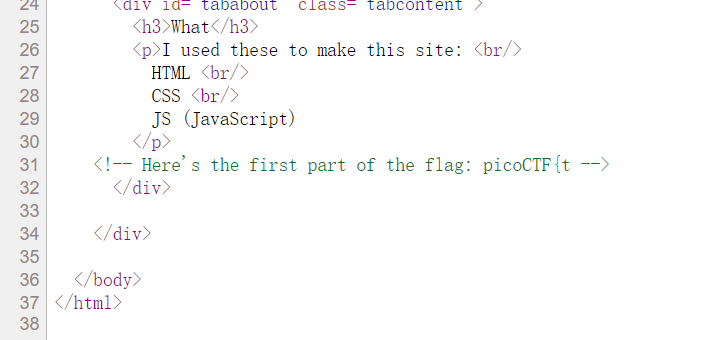 24 <div id="tababout" class="tabcontent">
25 <h3>What</h3>
26 <p>I used these to make this site: <br/>
27 HTML <br/>
28 CSS <br/>
29 JS (JavaScript)
30 </p>
31 <!-- Here's the first part of the flag: picoCTF{t -->
32 </div>
33
34 </div>
35
36 </body>
37 </html>
38